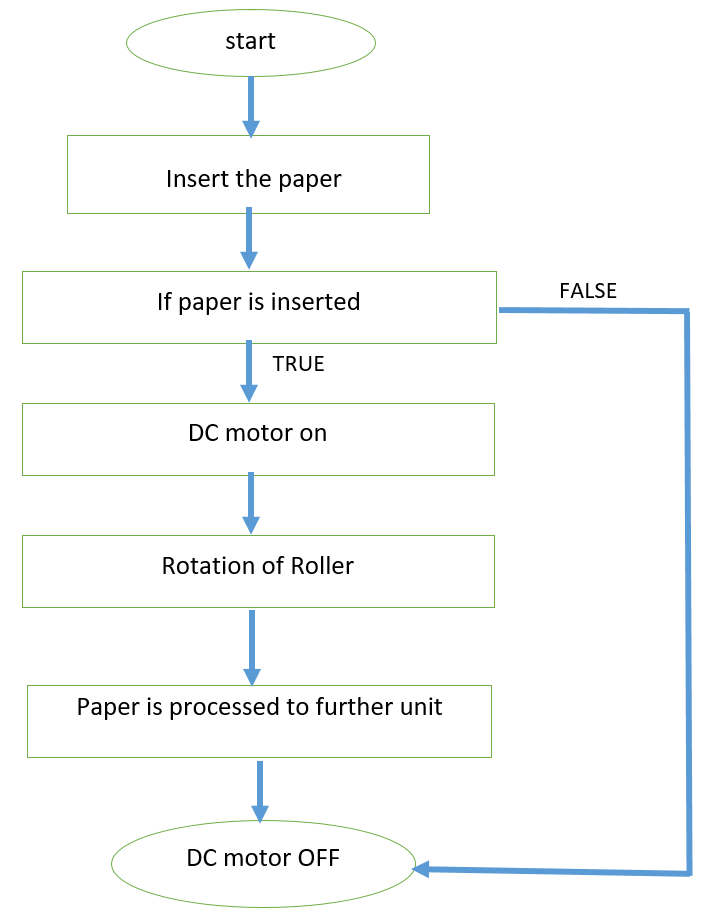 start
Insert the paper
If paper is inserted
FALSE
TRUE
DC motor on
Rotation of Roller
Paper is processed to further unit
DC motor OFF